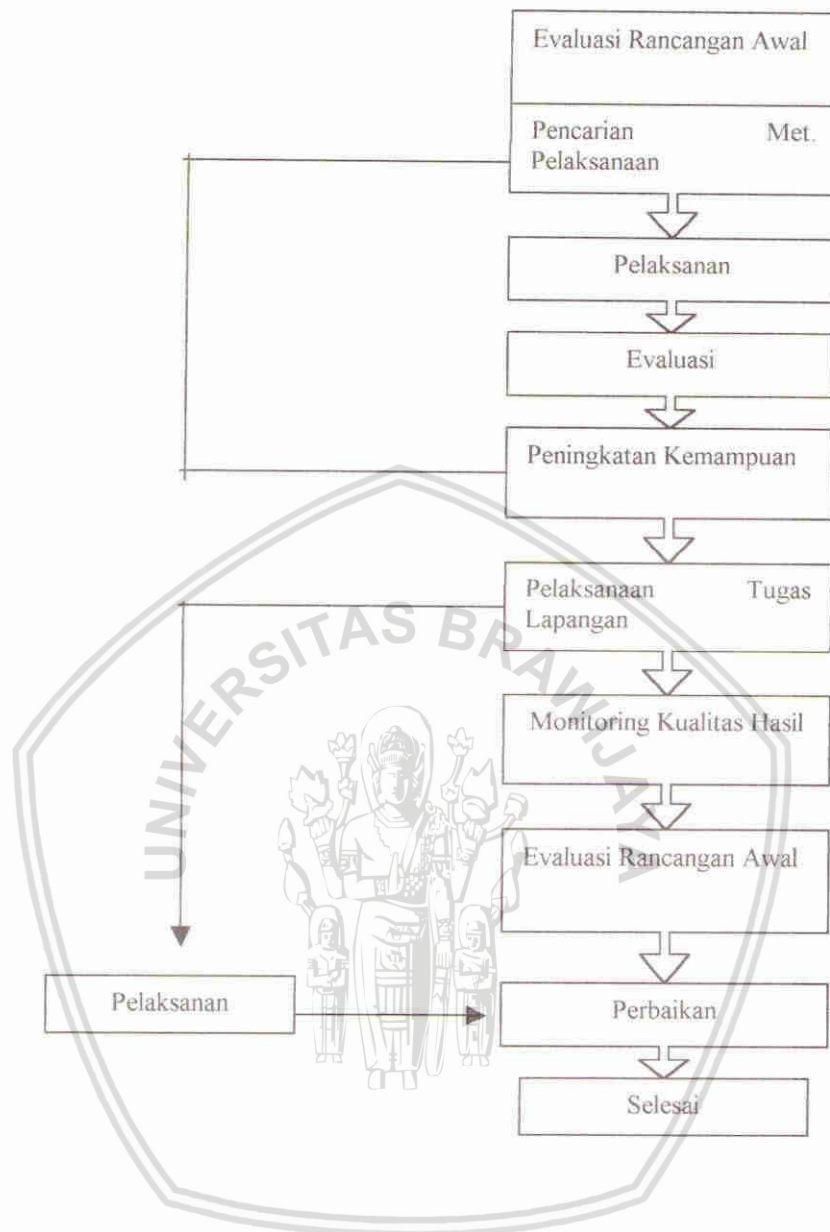 Evaluasi Rancangan Awal
Pencarian Met.
Pelaksanaan
Pelaksanan
Evaluasi
Peningkatan Kemampuan
Pelaksanaan Tugas
Lapangan
Monitoring Kualitas Hasil
Evaluasi Rancangan Awal
Pelaksanan
Perbaikan
Selesai
UNIVERSITAS BRAWIJAYA